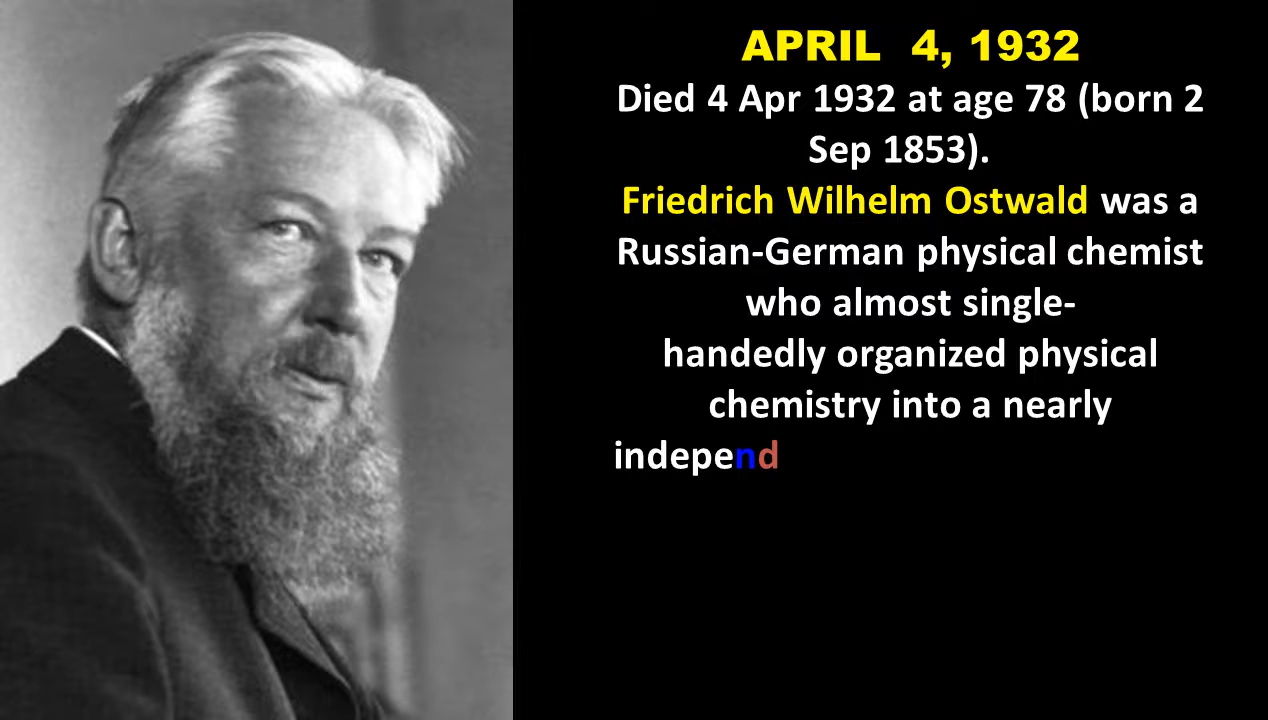 APRIL  4, 1932
Died 4 Apr 1932 at age 78 (born 2
Sep 1853).
Friedrich Wilhelm Ostwald was a
Russian-German physical chemist
who almost single-
handedly organized physical
chemistry into a nearly
independ